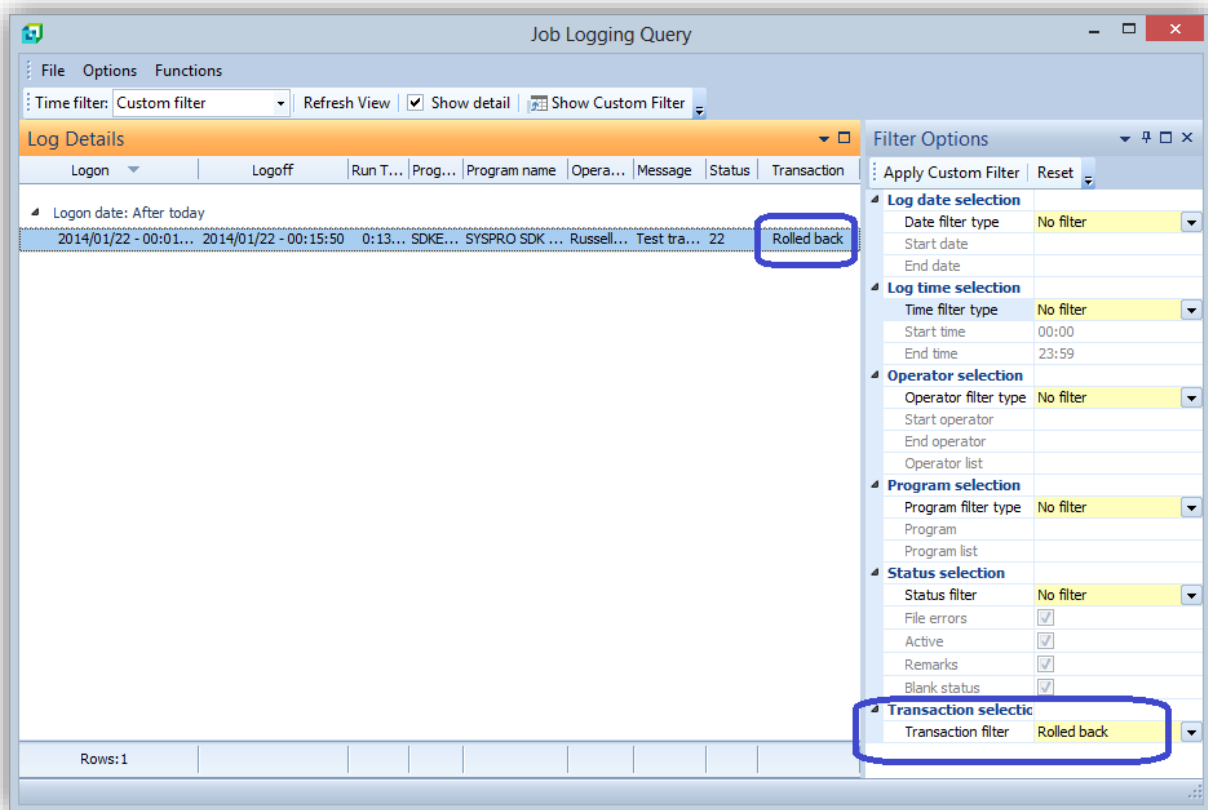 Job Logging Query
File Options Functions
Time filter: Custom filter Refresh View Show detail Show Custom Filter
Log Details
Logon Logoff Run T... Prog... Program name Opera... Message Status Transaction
Logon date: After today
2014/01/22 - 00:01... 2014/01/22 - 00:15:50 0:13... SDKE... SYSPRO SDK ... Russell... Test tra... 22 Rolled back
Rows:1
Filter Options
Apply Custom Filter Reset
Log date selection
Date filter type No filter
Start date
End date
Log time selection
Time filter type No filter
Start time 00:00
End time 23:59
Operator selection
Operator filter type No filter
Start operator
End operator
Operator list
Program selection
Program filter type No filter
Program
Program list
Status selection
Status filter No filter
File errors
Active
Remarks
Blank status
Transaction selectio
Transaction filter Rolled back